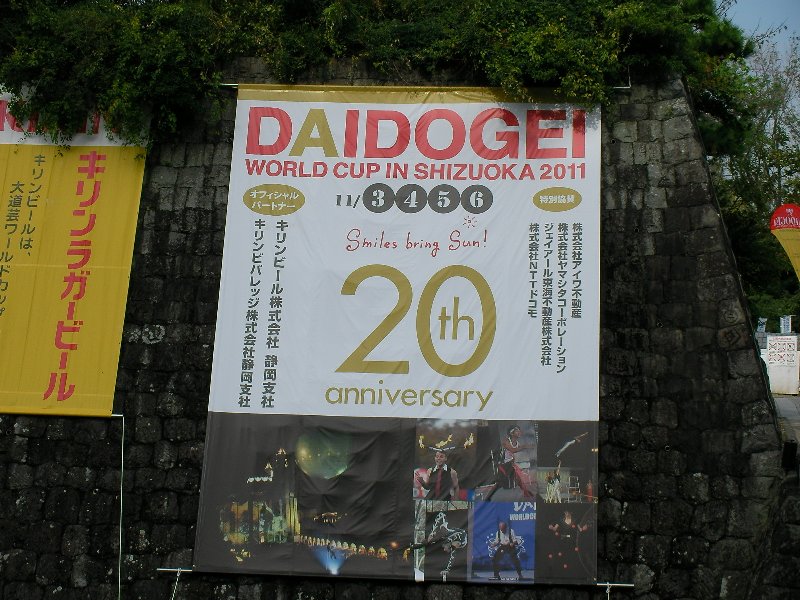 DAIDOGEI
WORLD CUP IN SHIZUOKA 2011
オフィシャル
パートナー
11/3456
特別協賛
キリンビール株式会社 静岡支社
キリンビバレッジ株式会社静岡支社
Smiles bring Sun!
20th
anniversary
株式会社アイワ不動産
株式会社ヤマシタコーポレーション
ジェイアール東海不動産株式会社
株式会社NTTドコモ
キリンラガービール
キリンビールは、
大道芸ワールドカップ